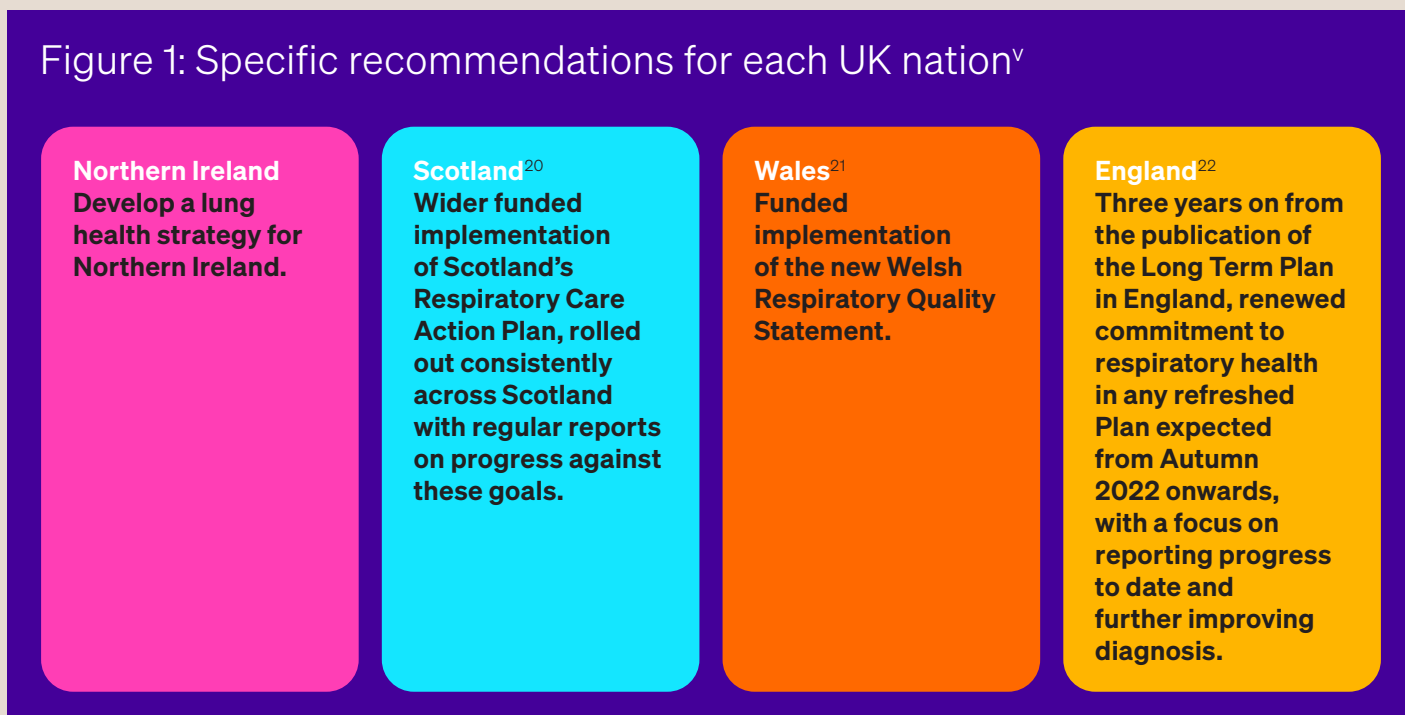 Figure 1: Specific recommendations for each UK nationᵛ
Northern Ireland
Develop a lung
health strategy for
Northern Ireland.
Scotland²⁰
Wider funded
implementation
of Scotland’s
Respiratory Care
Action Plan, rolled
out consistently
across Scotland
with regular reports
on progress against
these goals.
Wales²¹
Funded
implementation
of the new Welsh
Respiratory Quality
Statement.
England²²
Three years on from
the publication of
the Long Term Plan
in England, renewed
commitment to
respiratory health
in any refreshed
Plan expected
from Autumn
2022 onwards,
with a focus on
reporting progress
to date and
further improving
diagnosis.